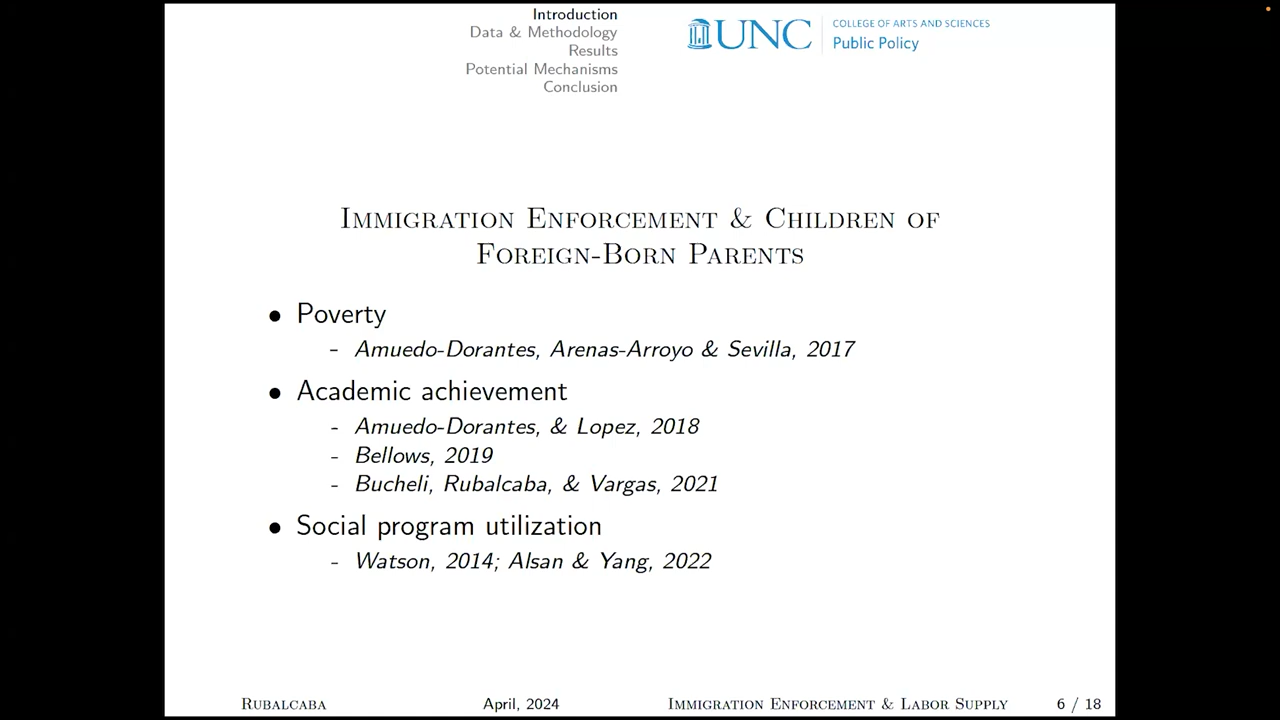 Introduction
Data & Methodology
Results
Potential Mechanisms
Conclusion
UNC
COLLEGE OF ARTS AND SCIENCES
Public Policy
Immigration Enforcement & Children of
Foreign-Born Parents
• Poverty
- Amuedo-Dorantes, Arenas-Arroyo & Sevilla, 2017
• Academic achievement
- Amuedo-Dorantes, & Lopez, 2018
- Bellows, 2019
- Bucheli, Rubalcaba, & Vargas, 2021
• Social program utilization
- Watson, 2014; Alsan & Yang, 2022
Rubalcaba April, 2024 Immigration Enforcement & Labor Supply 6 / 18